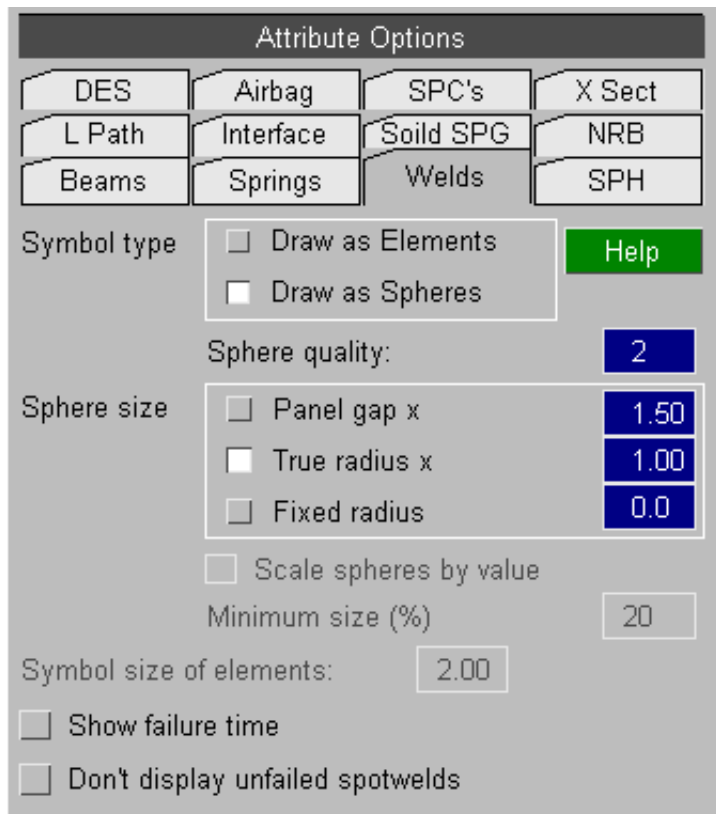 Attribute Options
DES Airbag SPC's X Sect
L Path Interface Soild SPG NRB
Beams Springs Welds SPH
Symbol type Draw as Elements Help
Draw as Spheres
Sphere quality: 2
Sphere size Panel gap x 1.50
True radius x 1.00
Fixed radius 0.0
Scale spheres by value
Minimum size (%) 20
Symbol size of elements: 2.00
Show failure time
Don't display unfailed spotwelds